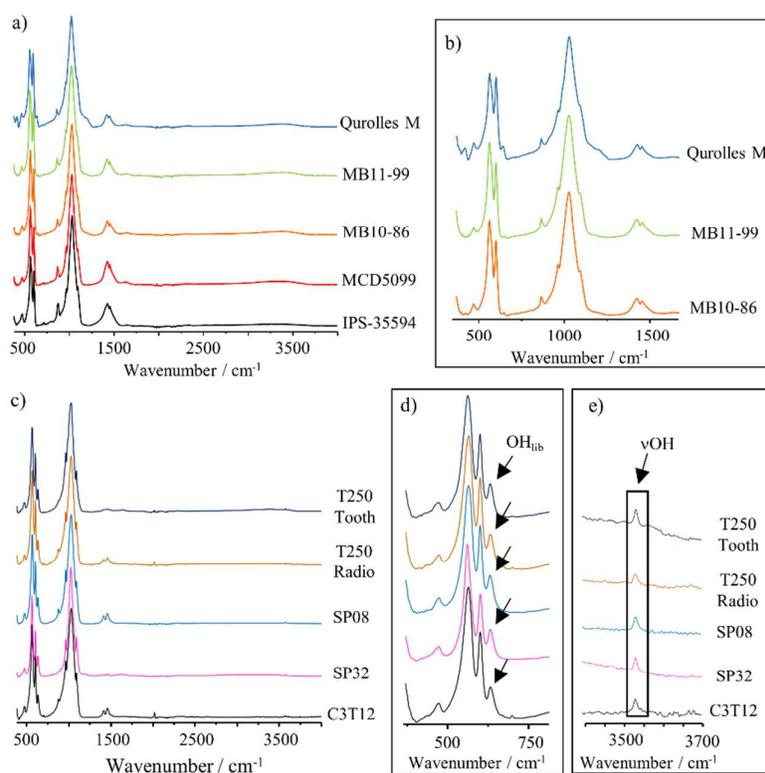 a)
Qurolles M
MB11-99
MB10-86
MCD5099
IPS-35594
500 1500 2500 3500
Wavenumber / cm-1
b)
Qurolles M
MB11-99
MB10-86
500 1000 1500
Wavenumber / cm-1
c)
T250
Tooth
T250
Radio
SP08
SP32
C3T12
500 1500 2500 3500
Wavenumber / cm-1
d)
OHlib
500 750
Wavenumber / cm-1
e)
νOH
T250
Tooth
T250
Radio
SP08
SP32
C3T12
3500 3700
Wavenumber / cm-1